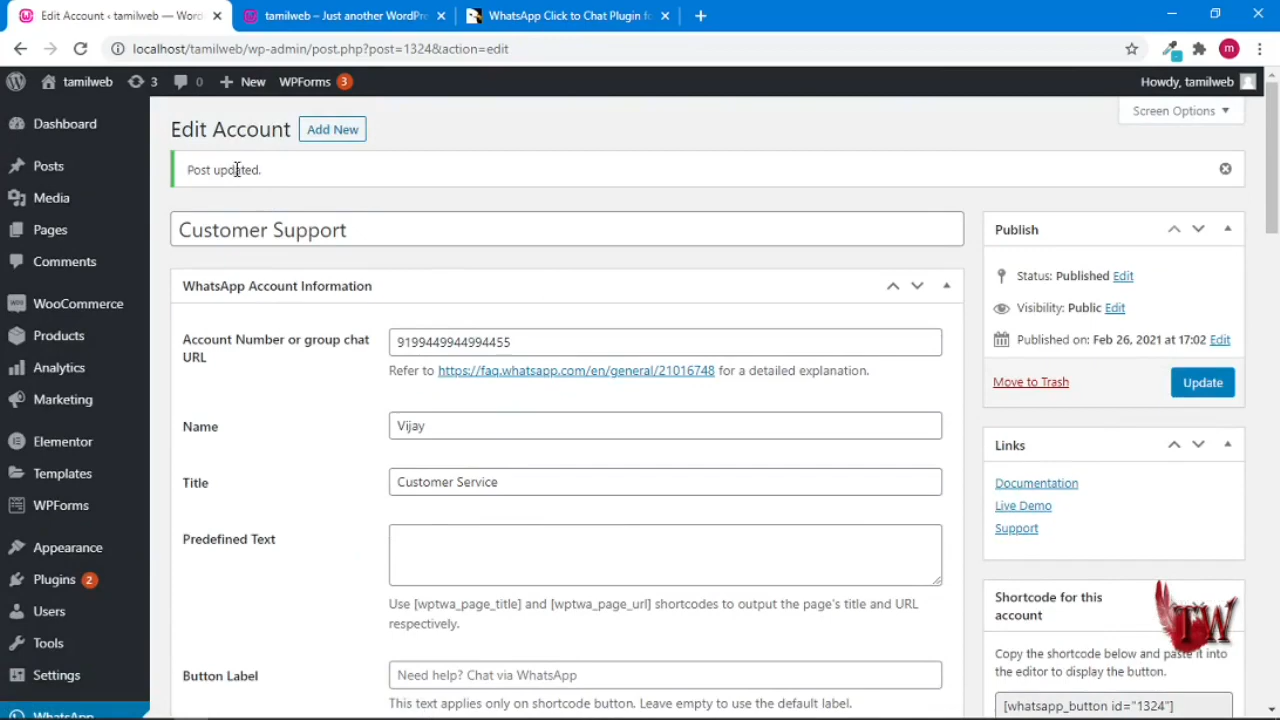 Edit Account ‹ tamilweb — Word
tamilweb – Just another WordPre
WhatsApp Click to Chat Plugin fo
localhost/tamilweb/wp-admin/post.php?post=1324&action=edit
m
tamilweb
3
0
New
WPForms
3
Howdy, tamilweb
Screen Options
Dashboard
Posts
Media
Pages
Comments
WooCommerce
Products
Analytics
Marketing
Elementor
Templates
WPForms
Appearance
Plugins 2
Users
Tools
Settings
WhatsApp
Edit Account
Add New
Post updated.
Customer Support
WhatsApp Account Information
Account Number or group chat
URL
9199449944994455
Refer to https://faq.whatsapp.com/en/general/21016748 for a detailed explanation.
Name
Vijay
Title
Customer Service
Predefined Text
Use [wptwa_page_title] and [wptwa_page_url] shortcodes to output the page's title and URL
respectively.
Button Label
Need help? Chat via WhatsApp
This text applies only on shortcode button. Leave empty to use the default label.
Publish
Status: Published Edit
Visibility: Public Edit
Published on: Feb 26, 2021 at 17:02 Edit
Move to Trash
Update
Links
Documentation
Live Demo
Support
Shortcode for this
account
TW
Copy the shortcode below and paste it into
the editor to display the button.
[whatsapp_button id="1324"]